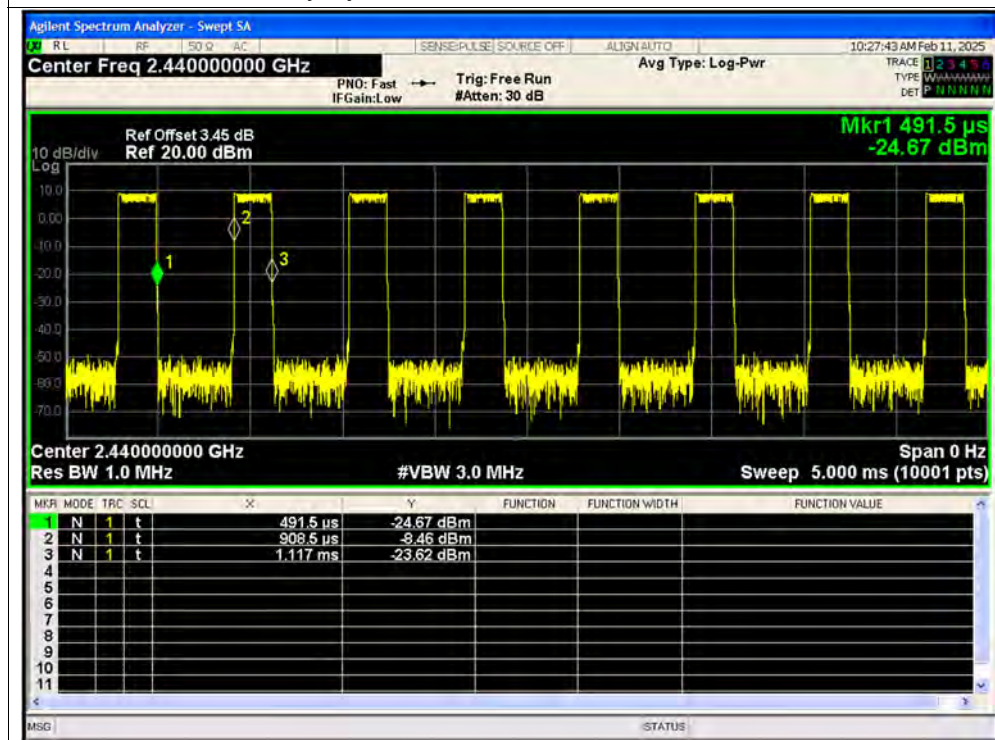 Agilent Spectrum Analyzer - Swept SA
RL RF 50 Ω AC SENSE:PULSE SOURCE OFF ALIGN AUTO 10:27:43 AM Feb 11, 2025
Center Freq 2.440000000 GHz Avg Type: Log-Pwr TRACE 1 2 3 4 5 6
PNO: Fast Trig: Free Run TYPE
IFGain:Low #Atten: 30 dB DET P N N N N N
Mkr1 491.5 µs
Ref Offset 3.45 dB
10 dB/div Ref 20.00 dBm -24.67 dBm
Log
10.0
0.00
2
-10.0
1 3
-20.0
-30.0
-40.0
-50.0
-60.0
-70.0
Center 2.440000000 GHz Span 0 Hz
Res BW 1.0 MHz #VBW 3.0 MHz Sweep 5.000 ms (10001 pts)
MKR MODE TRC SCL X Y FUNCTION FUNCTION WIDTH FUNCTION VALUE
1 N 1 t 491.5 µs -24.67 dBm
2 N 1 t 908.5 µs -8.46 dBm
3 N 1 t 1.117 ms -23.62 dBm
4
5
6
7
8
9
10
11
MSG STATUS